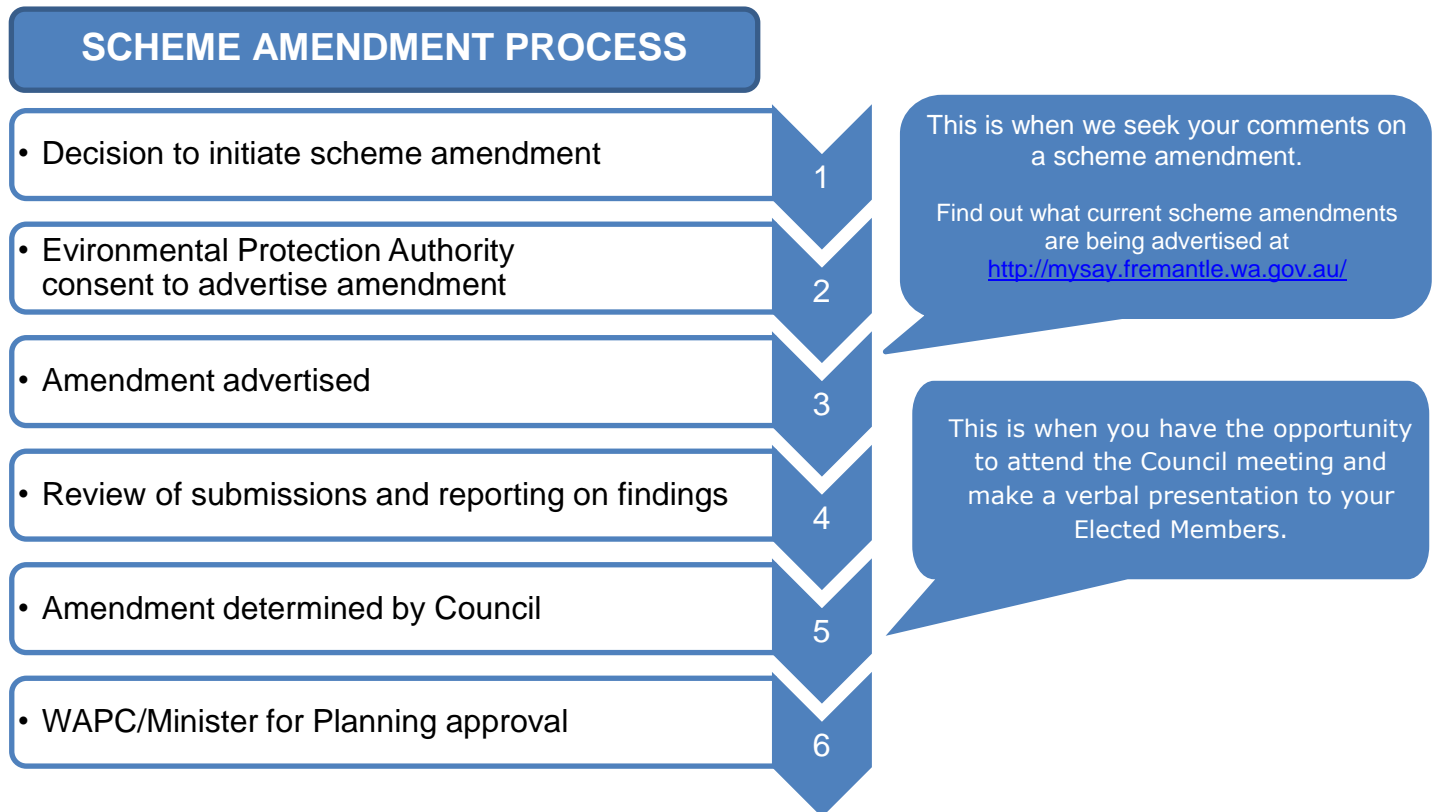 SCHEME AMENDMENT PROCESS
• Decision to initiate scheme amendment
1
• Evironmental Protection Authority
consent to advertise amendment
2
• Amendment advertised
3
• Review of submissions and reporting on findings
4
• Amendment determined by Council
5
• WAPC/Minister for Planning approval
6
This is when we seek your comments on
a scheme amendment.
Find out what current scheme amendments
are being advertised at
http://mysay.fremantle.wa.gov.au/
This is when you have the opportunity
to attend the Council meeting and
make a verbal presentation to your
Elected Members.